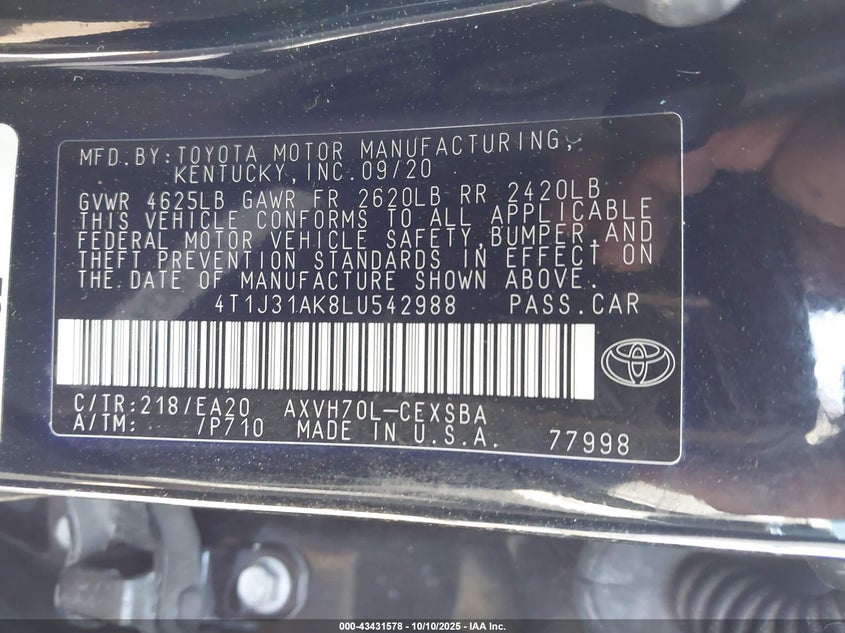 MFD.BY:TOYOTA MOTOR MANUFACTURING,
KENTUCKY, INC.09/20
GVWR 4625LB GAWR FR 2620LB RR 2420LB
THIS VEHICLE CONFORMS TO ALL APPLICABLE
FEDERAL MOTOR VEHICLE SAFETY,BUMPER,AND
THEFT PREVENTION STANDARDS IN EFFECT ON
THE DATE OF MANUFACTURE SHOWN ABOVE.
4T1J31AK8LU542988 PASS.CAR
C/TR:218/EA20 AXVH70L-CEXSBA
A/TM: /P710 MADE IN U.S.A. 77998
000-43431578 - 10/10/2025 - IAA Inc.